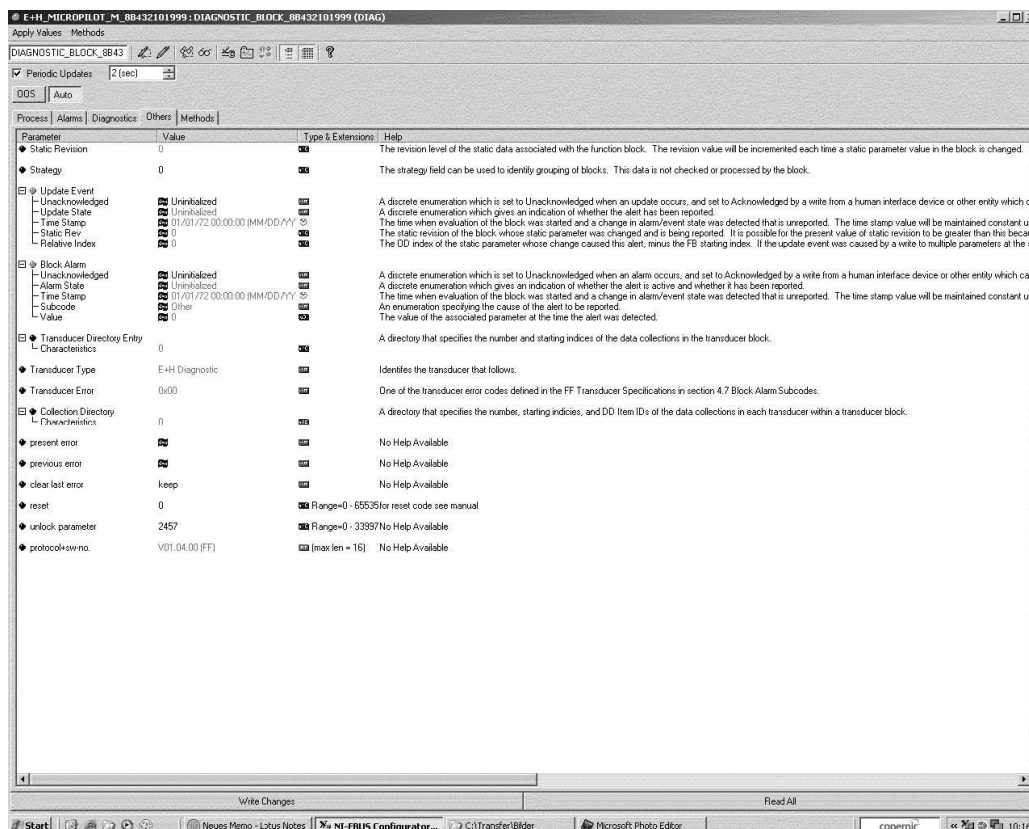 E+H_MICROPILOT_M_8B432101999 : DIAGNOSTIC_BLOCK_8B432101999 (DIAG)
Apply Values Methods
DIAGNOSTIC_BLOCK_8B43
Periodic Updates 2 (sec)
OOS Auto
Process Alarms Diagnostics Others Methods
Parameter Value Type & Extensions Help
Static Revision 0 The revision level of the static data associated with the function block. The revision value will be incremented each time a static parameter value in the block is changed.
Strategy 0 The strategy field can be used to identify grouping of blocks. This data is not checked or processed by the block.
Update Event
Unacknowledged Uninitialized A discrete enumeration which is set to Unacknowledged when an update occurs, and set to Acknowledged by a write from a human interface device or other entity which c
Update State Uninitialized A discrete enumeration which gives an indication of whether the alert has been reported.
Time Stamp 01/01/72 00:00:00 (MM/DD/YY The time when evaluation of the block was started and a change in alarm/event state was detected that is unreported. The time stamp value will be maintained constant u
Static Rev 0 The static revision of the block whose static parameter was changed and is being reported. It is possible for the present value of static revision to be greater than this becau
Relative Index 0 The OD index of the static parameter whose change caused this alert, minus the FB starting index. If the update event was caused by a write to multiple parameters at the
Block Alarm
Unacknowledged Uninitialized A discrete enumeration which is set to Unacknowledged when an alarm occurs, and set to Acknowledged by a write from a human interface device or other entity which ca
Alarm State Uninitialized A discrete enumeration which gives an indication of whether the alert is active and whether it has been reported.
Time Stamp 01/01/72 00:00:00 (MM/DD/YY The time when evaluation of the block was started and a change in alarm/event state was detected that is unreported. The time stamp value will be maintained constant u
Subcode Other An enumeration specifying the cause of the alert to be reported.
Value 0 The value of the associated parameter at the time the alert was detected.
Transducer Directory Entry A directory that specifies the number and starting indices of the data collections in the transducer block.
Characteristics 0
Transducer Type E+H Diagnostic Identifes the transducer that follows.
Transducer Error 0x00 One of the transducer error codes defined in the FF Transducer Specifications in section 4.7 Block Alarm Subcodes.
Collection Directory A directory that specifies the number, starting indicies, and DD Item IDs of the data collections in each transducer within a transducer block.
Characteristics 0
present error No Help Available
previous error No Help Available
clear last error keep No Help Available
reset 0 Range=0 - 65535 for reset code see manual
unlock parameter 2457 Range=0 - 33997 No Help Available
protocol+sw-no. V01.04.00 (FF) (max len = 16) No Help Available
Write Changes Read All
Start Neues Memo - Lotus Notes NI-FBUS Configurator... C:\Transfer\Bilder Microsoft Photo Editor copernic 10:16